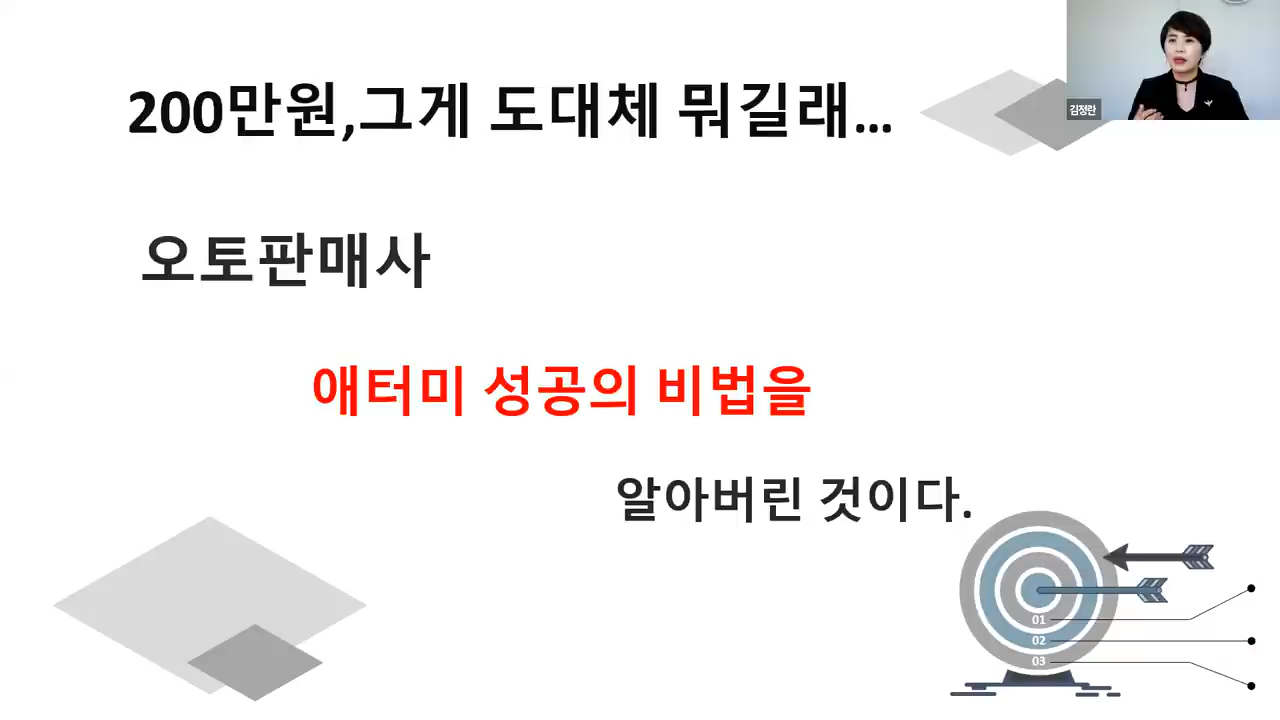 200만원,그게 도대체 뭐길래...
김정란
오토판매사
애터미 성공의 비법을
알아버린 것이다.
01
02
03